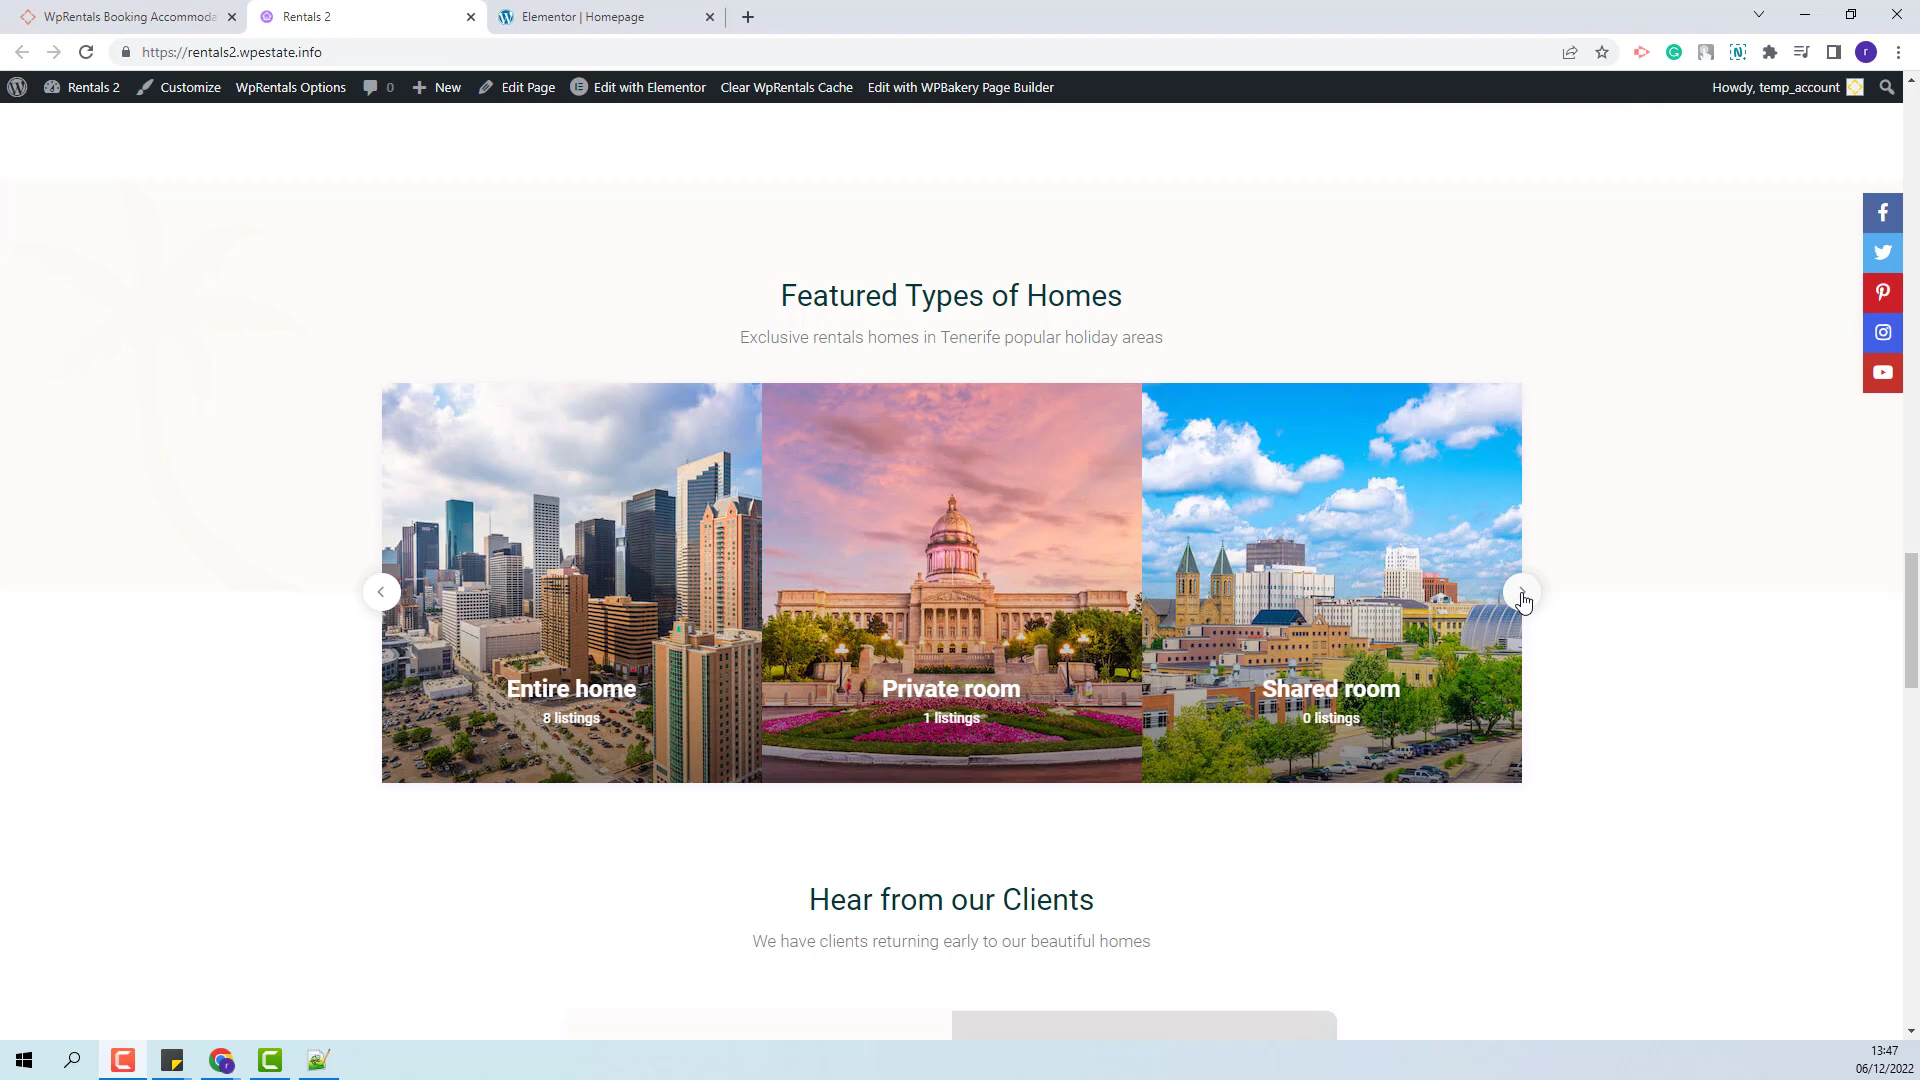 WpRentals Booking Accommoda
Rentals 2
Elementor | Homepage
https://rentals2.wpestate.info
Rentals 2
Customize
WpRentals Options
0
New
Edit Page
Edit with Elementor
Clear WpRentals Cache
Edit with WPBakery Page Builder
Howdy, temp_account
Featured Types of Homes
Exclusive rentals homes in Tenerife popular holiday areas
Entire home
8 listings
Private room
1 listings
Shared room
0 listings
Hear from our Clients
We have clients returning early to our beautiful homes
13:47
06/12/2022